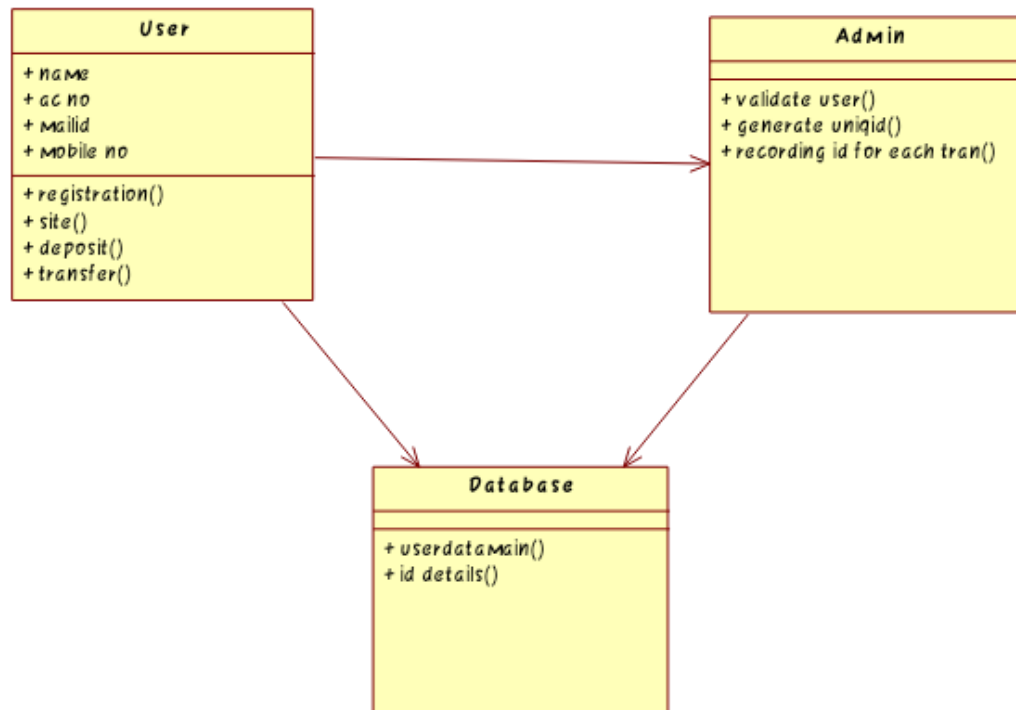 User
+ name
+ ac no
+ mailid
+ mobile no
+ registration()
+ site()
+ deposit()
+ transfer()
Admin
+ validate user()
+ generate uniqid()
+ recording id for each tran()
Database
+ userdatamain()
+ id details()